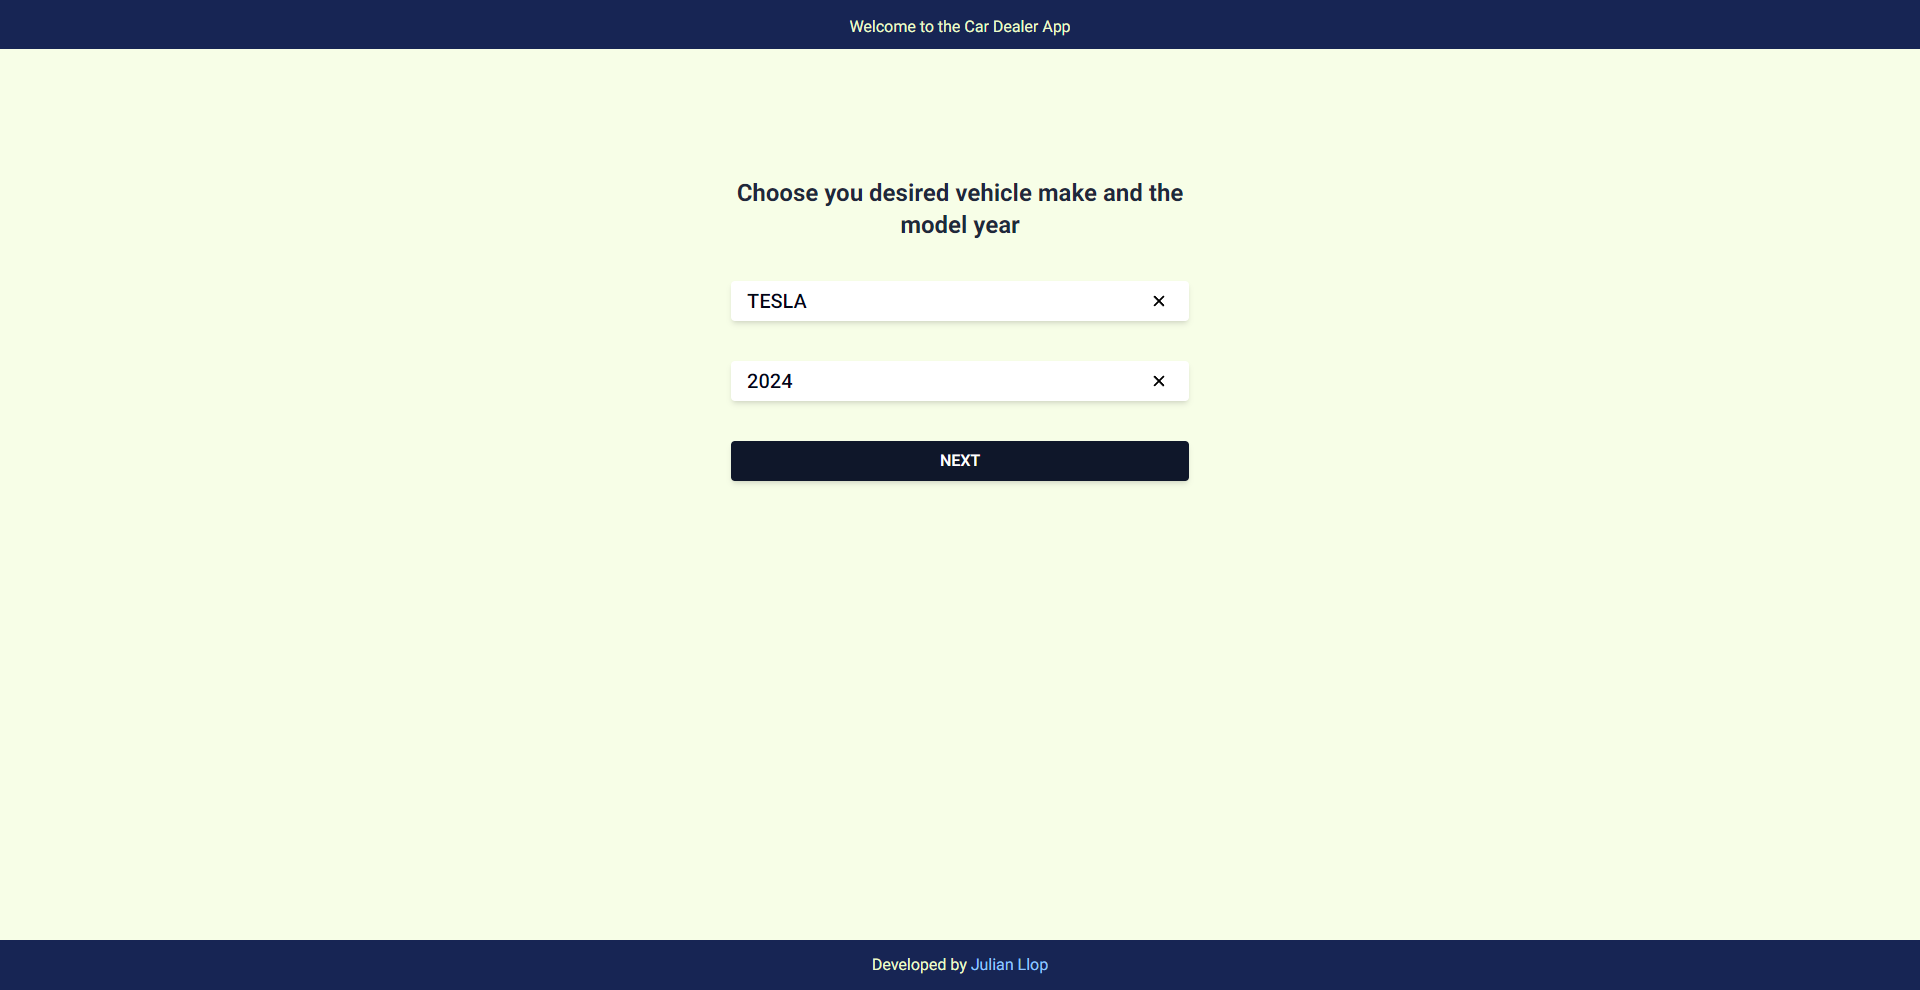 Welcome to the Car Dealer App
Choose you desired vehicle make and the
model year
TESLA
2024
NEXT
Developed by Julian Llop